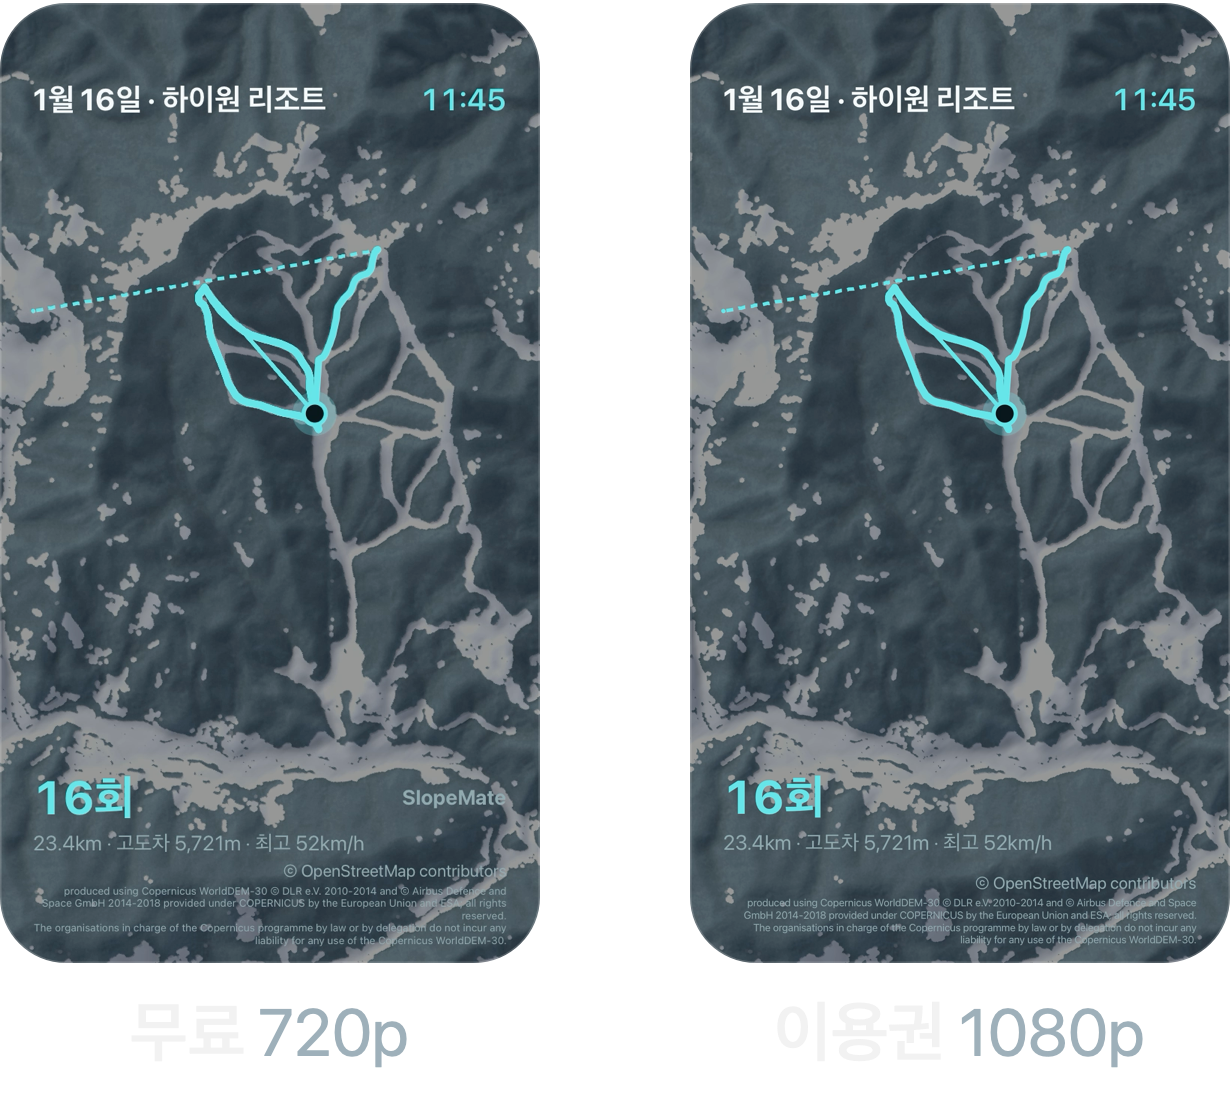 1월 16일 · 하이원 리조트 11:45
16회 SlopeMate
23.4km · 고도차 5,721m · 최고 52km/h
© OpenStreetMap contributors
produced using Copernicus WorldDEM-30 © DLR e.V. 2010-2014 and © Airbus Defence and
Space GmbH 2014-2018 provided under COPERNICUS by the European Union and ESA; all rights
reserved.
The organisations in charge of the Copernicus programme by law or by delegation do not incur any
liability for any use of the Copernicus WorldDEM-30.
무료 720p
1월 16일 · 하이원 리조트 11:45
16회
23.4km · 고도차 5,721m · 최고 52km/h
© OpenStreetMap contributors
produced using Copernicus WorldDEM-30 © DLR e.V. 2010-2014 and © Airbus Defence and Space
GmbH 2014-2018 provided under COPERNICUS by the European Union and ESA; all rights reserved.
The organisations in charge of the Copernicus programme by law or by delegation do not incur any
liability for any use of the Copernicus WorldDEM-30.
이용권 1080p